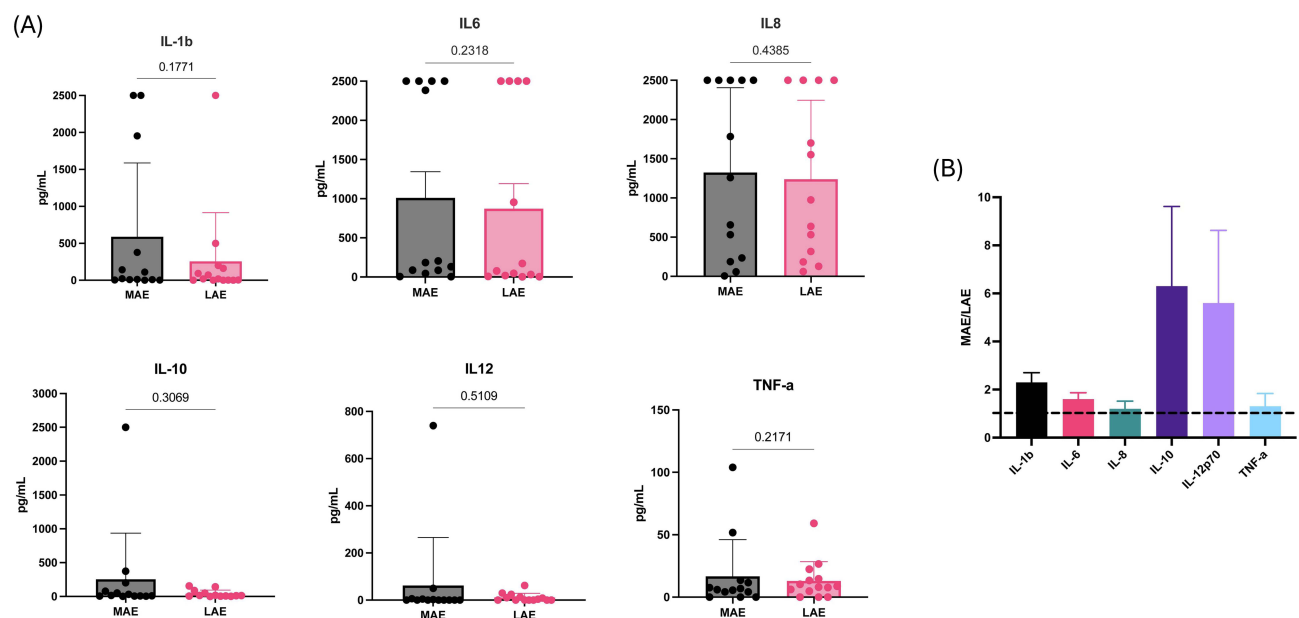 (A)
IL-1b
0.1771
pg/mL
2500
2000
1500
1000
500
0
MAE LAE
IL6
0.2318
pg/mL
2500
2000
1500
1000
500
0
MAE LAE
IL8
0.4385
pg/mL
2500
2000
1500
1000
500
0
MAE LAE
IL-10
0.3069
pg/mL
3000
2500
2000
1500
1000
500
0
MAE LAE
IL12
0.5109
pg/mL
800
600
400
200
0
MAE LAE
TNF-a
0.2171
pg/mL
150
100
50
0
MAE LAE
(B)
MAE/LAE
10
8
6
4
2
0
IL-1b IL-6 IL-8 IL-10 IL-12p70 TNF-a